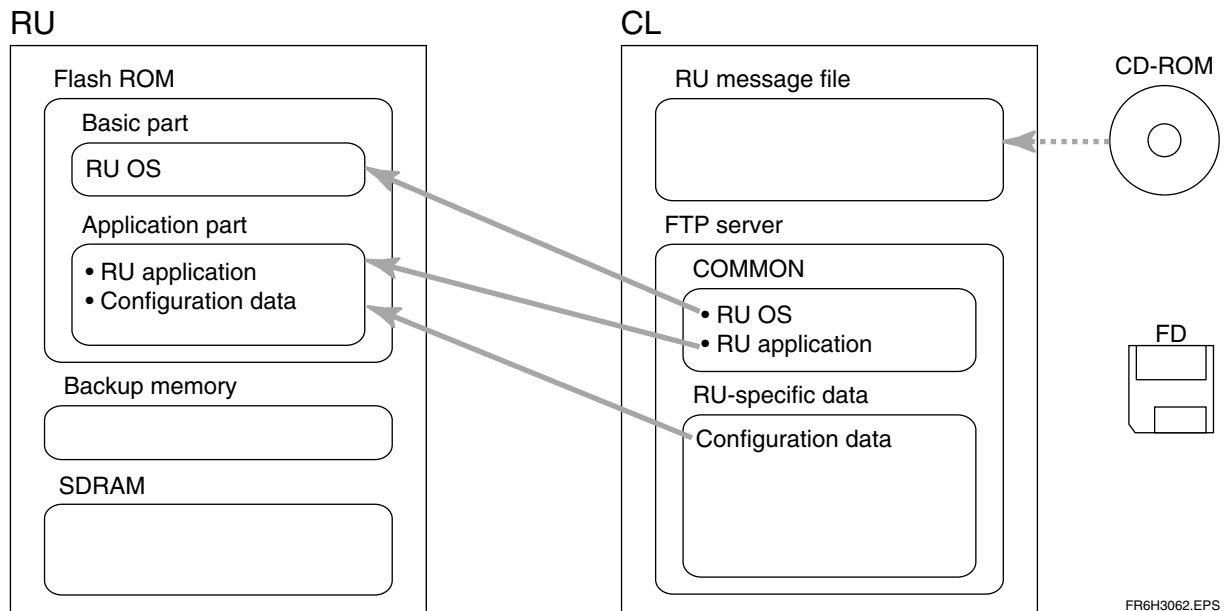 RU
Flash ROM
Basic part
RU OS
Application part
• RU application
• Configuration data
Backup memory
SDRAM
CL
RU message file
FTP server
COMMON
• RU OS
• RU application
RU-specific data
Configuration data
CD-ROM
FD
FR6H3062.EPS